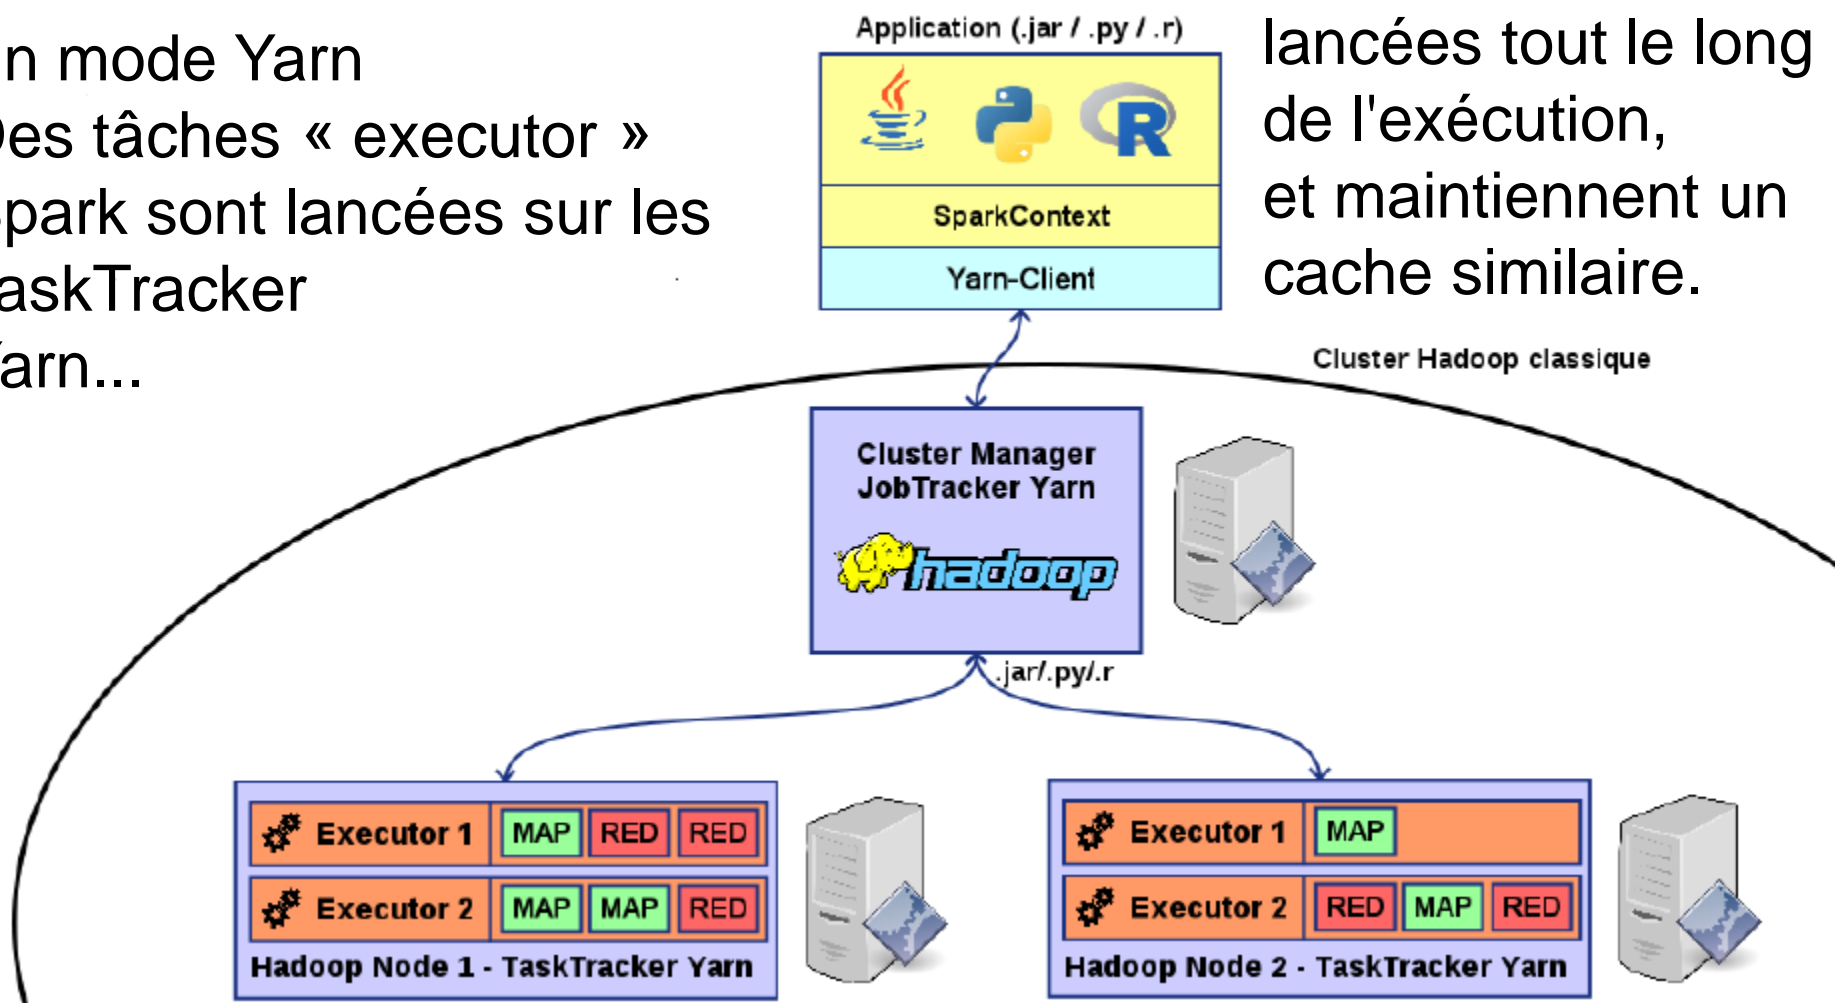 n mode Yarn
es tâches « executor »
park sont lancées sur les
askTracker
arn...
Application (.jar / .py / .r)
SparkContext
Yarn-Client
lancées tout le long
de l'exécution,
et maintiennent un
cache similaire.
Cluster Hadoop classique
Cluster Manager
JobTracker Yarn
hadoop
.jar/.py/.r
Executor 1 MAP RED RED
Executor 2 MAP MAP RED
Hadoop Node 1 - TaskTracker Yarn
Executor 1 MAP
Executor 2 RED MAP RED
Hadoop Node 2 - TaskTracker Yarn